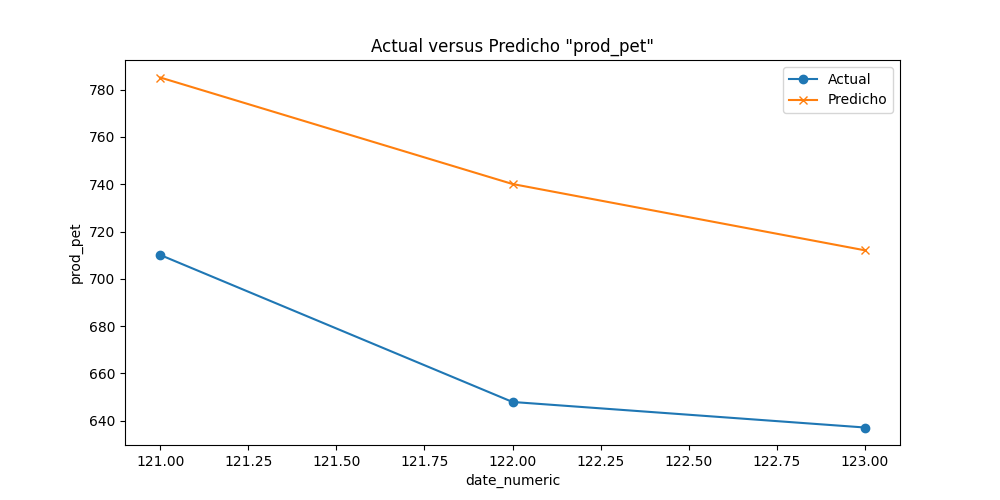 Actual versus Predicho "prod_pet"
Actual
Predicho
prod_pet
780
760
740
720
700
680
660
640
121.00 121.25 121.50 121.75 122.00 122.25 122.50 122.75 123.00
date_numeric